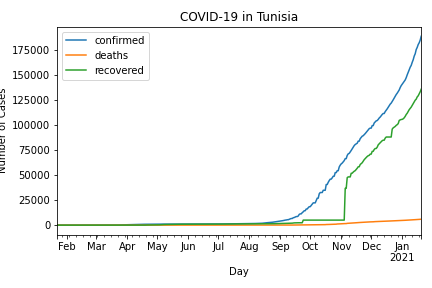 COVID-19 in Tunisia
confirmed
deaths
recovered
175000
150000
125000
100000
75000
50000
25000
0
Number of Cases
Feb Mar Apr May Jun Jul Aug Sep Oct Nov Dec Jan
2021
Day